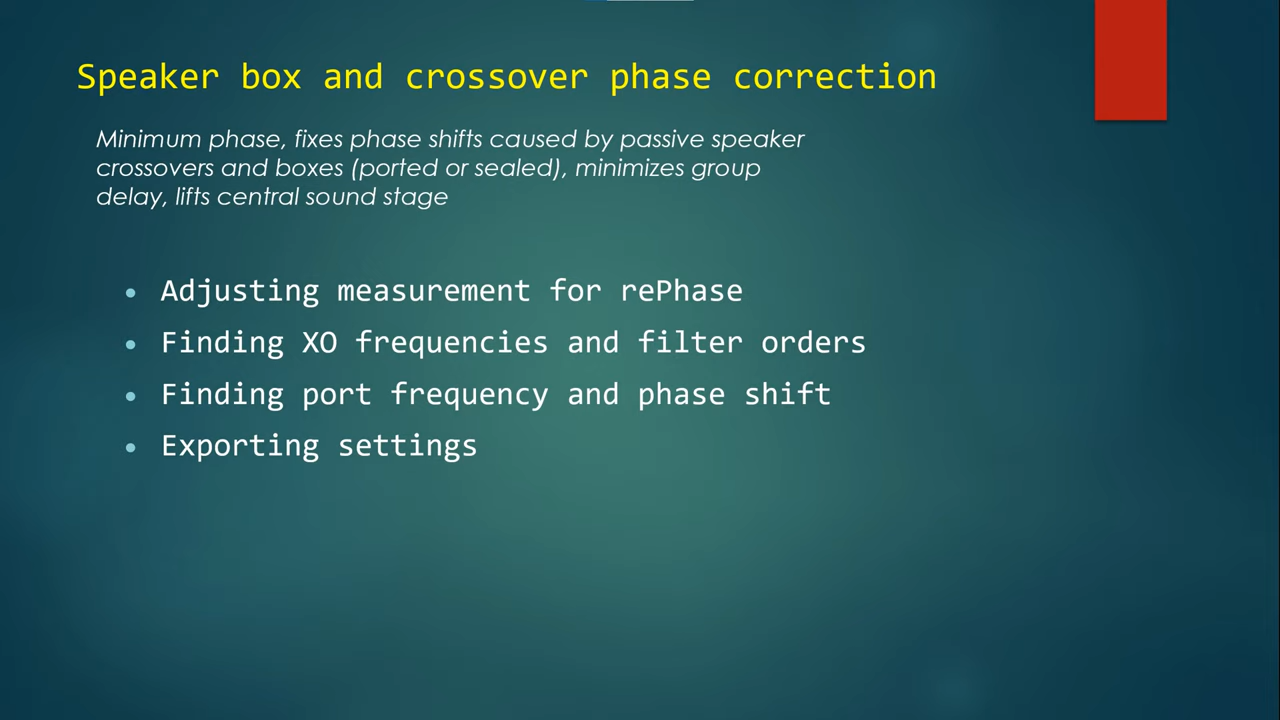 Speaker box and crossover phase correction
Minimum phase, fixes phase shifts caused by passive speaker
crossovers and boxes (ported or sealed), minimizes group
delay, lifts central sound stage
• Adjusting measurement for rePhase
• Finding XO frequencies and filter orders
• Finding port frequency and phase shift
• Exporting settings